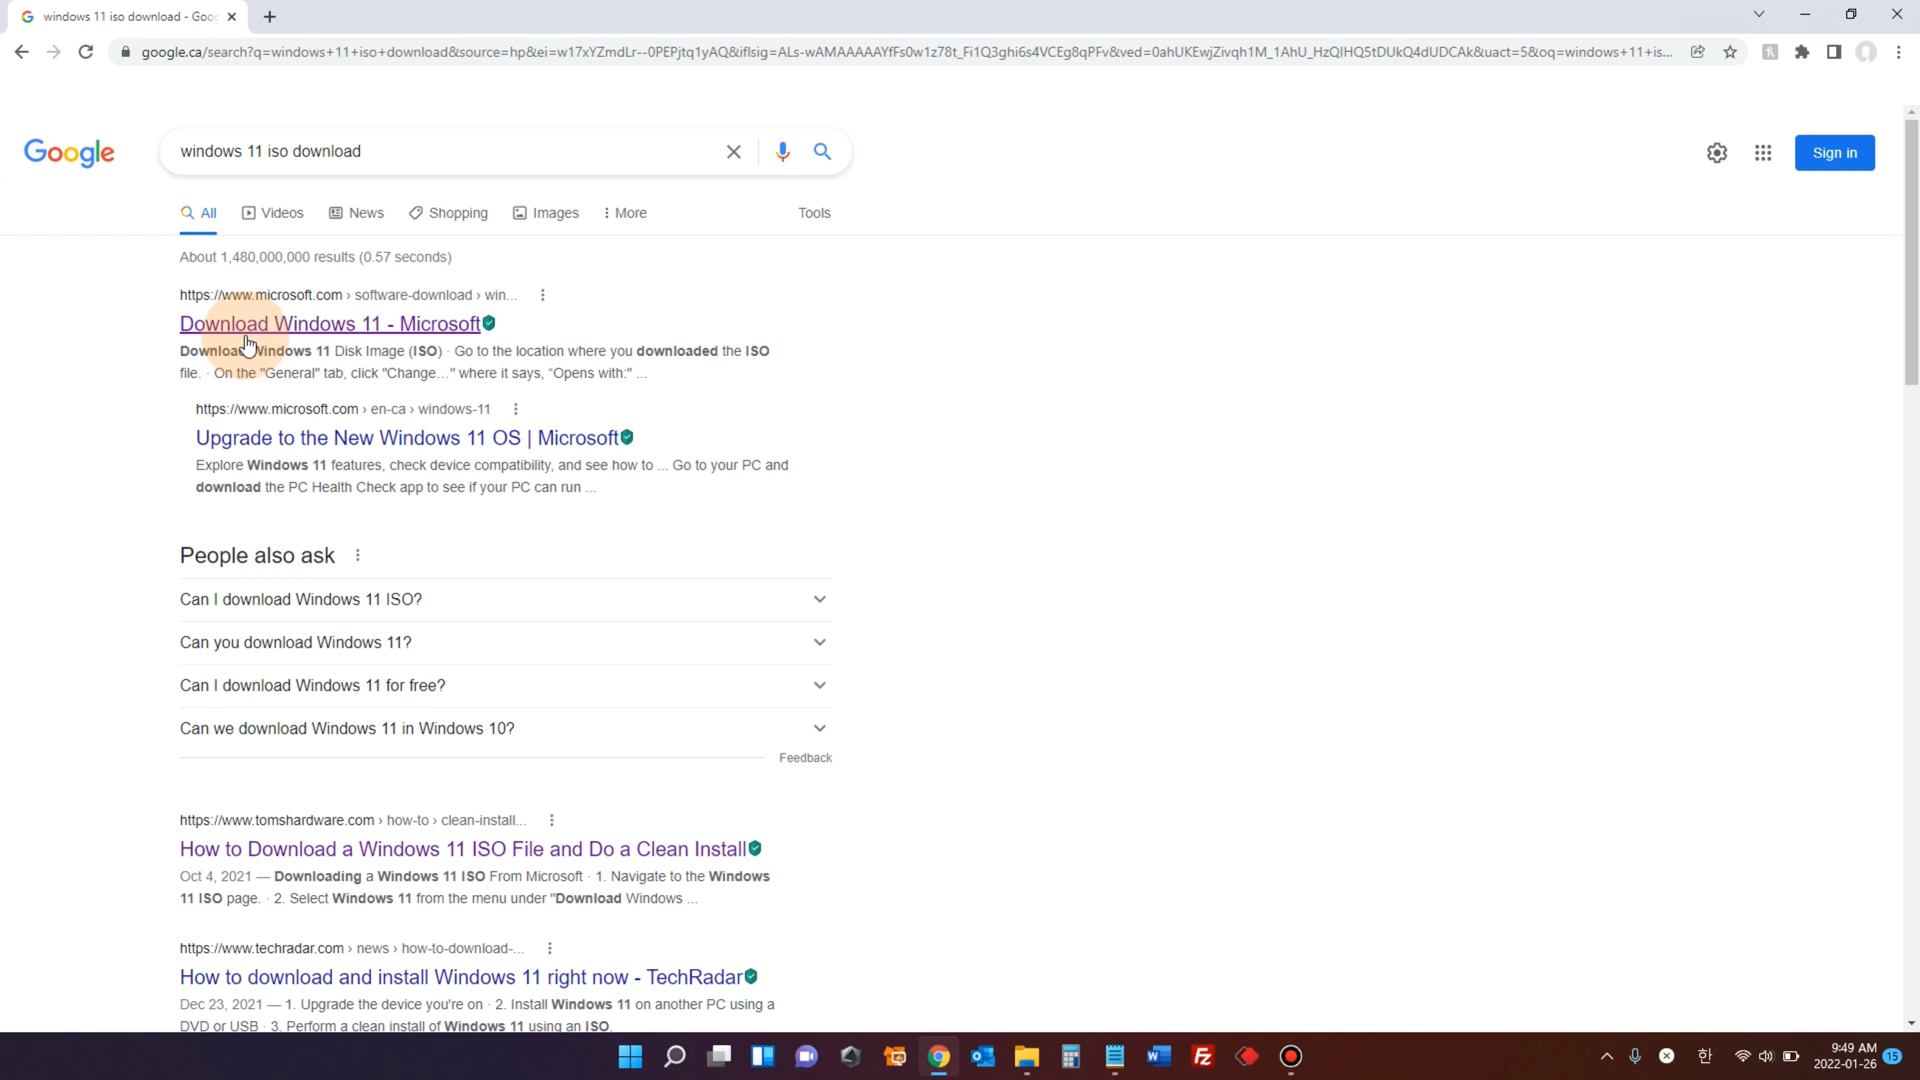 windows 11 iso download - Goo
google.ca/search?q=windows+11+iso+download&source=hp&ei=w17xYZmdLr--0PEPjtq1yAQ&iflsig=ALs-wAMAAAAAYfFs0w1z78t_Fi1Q3ghi6s4VCEg8qPFv&ved=0ahUKEwjZivqh1M_1AhU_HzQIHQ5tDUkQ4dUDCAk&uact=5&oq=windows+11+is...
Google
windows 11 iso download
Sign in
All Videos News Shopping Images More Tools
About 1,480,000,000 results (0.57 seconds)
https://www.microsoft.com › software-download › win...
Download Windows 11 - Microsoft
Download Windows 11 Disk Image (ISO) · Go to the location where you downloaded the ISO
file. · On the "General" tab, click "Change..." where it says, "Opens with:" ...
https://www.microsoft.com › en-ca › windows-11
Upgrade to the New Windows 11 OS | Microsoft
Explore Windows 11 features, check device compatibility, and see how to ... Go to your PC and
download the PC Health Check app to see if your PC can run ...
People also ask
Can I download Windows 11 ISO?
Can you download Windows 11?
Can I download Windows 11 for free?
Can we download Windows 11 in Windows 10?
Feedback
https://www.tomshardware.com › how-to › clean-install...
How to Download a Windows 11 ISO File and Do a Clean Install
Oct 4, 2021 — Downloading a Windows 11 ISO From Microsoft · 1. Navigate to the Windows
11 ISO page. · 2. Select Windows 11 from the menu under "Download Windows ...
https://www.techradar.com › news › how-to-download-...
How to download and install Windows 11 right now - TechRadar
Dec 23, 2021 — 1. Upgrade the device you're on · 2. Install Windows 11 on another PC using a
DVD or USB · 3. Perform a clean install of Windows 11 using an ISO.
한
9:49 AM
2022-01-26
15